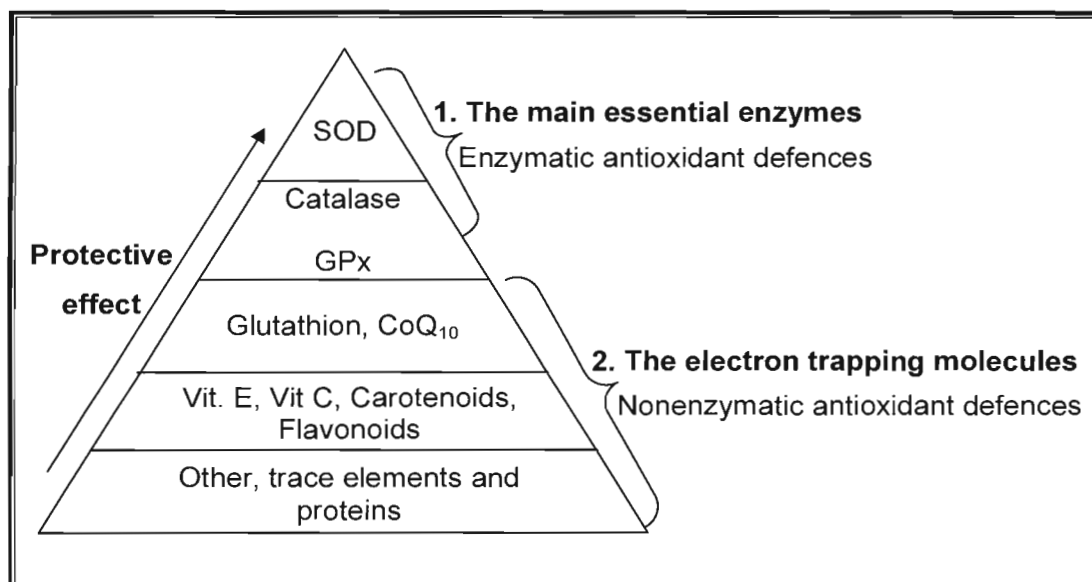 SOD
Catalase
GPx
Glutathion, CoQ₁₀
Vit. E, Vit C, Carotenoids,
Flavonoids
Other, trace elements and
proteins
Protective
effect
1. The main essential enzymes
Enzymatic antioxidant defences
2. The electron trapping molecules
Nonenzymatic antioxidant defences